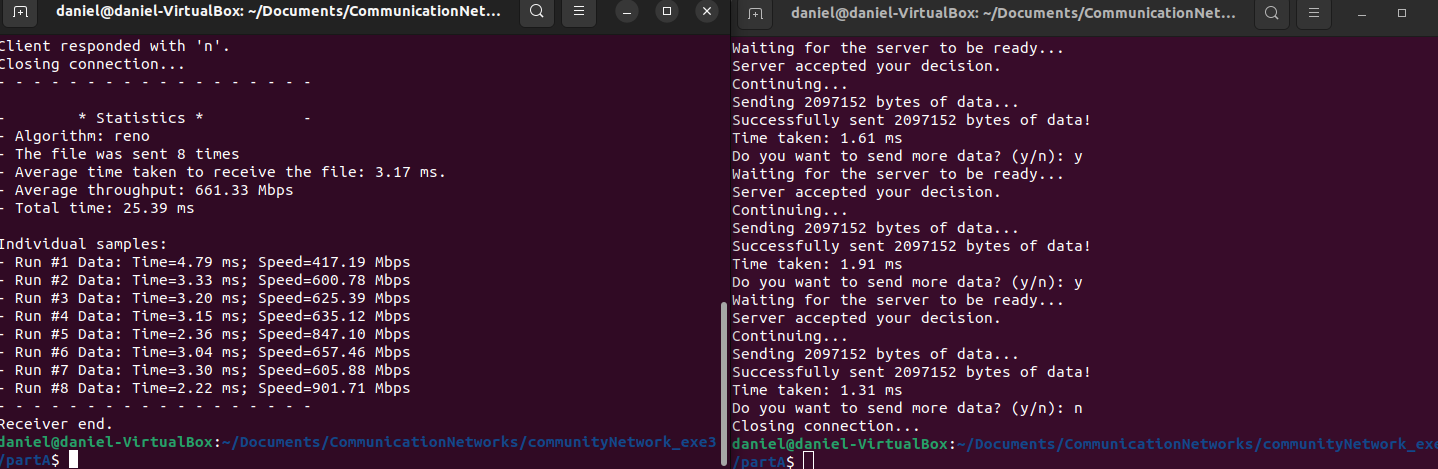 daniel@daniel-VirtualBox: ~/Documents/CommunicationNet...
Client responded with 'n'.
Closing connection...
- - - - - - - - - - - - - - - - - - -
-         * Statistics *            -
- Algorithm: reno
- The file was sent 8 times
- Average time taken to receive the file: 3.17 ms.
- Average throughput: 661.33 Mbps
- Total time: 25.39 ms
Individual samples:
- Run #1 Data: Time=4.79 ms; Speed=417.19 Mbps
- Run #2 Data: Time=3.33 ms; Speed=600.78 Mbps
- Run #3 Data: Time=3.20 ms; Speed=625.39 Mbps
- Run #4 Data: Time=3.15 ms; Speed=635.12 Mbps
- Run #5 Data: Time=2.36 ms; Speed=847.10 Mbps
- Run #6 Data: Time=3.04 ms; Speed=657.46 Mbps
- Run #7 Data: Time=3.30 ms; Speed=605.88 Mbps
- Run #8 Data: Time=2.22 ms; Speed=901.71 Mbps
- - - - - - - - - - - - - - - - - - -
Receiver end.
daniel@daniel-VirtualBox:~/Documents/CommunicationNetworks/communityNetwork_exe3
/partA$
daniel@daniel-VirtualBox: ~/Documents/CommunicationNet...
Waiting for the server to be ready...
Server accepted your decision.
Continuing...
Sending 2097152 bytes of data...
Successfully sent 2097152 bytes of data!
Time taken: 1.61 ms
Do you want to send more data? (y/n): y
Waiting for the server to be ready...
Server accepted your decision.
Continuing...
Sending 2097152 bytes of data...
Successfully sent 2097152 bytes of data!
Time taken: 1.91 ms
Do you want to send more data? (y/n): y
Waiting for the server to be ready...
Server accepted your decision.
Continuing...
Sending 2097152 bytes of data...
Successfully sent 2097152 bytes of data!
Time taken: 1.31 ms
Do you want to send more data? (y/n): n
Closing connection...
daniel@daniel-VirtualBox:~/Documents/CommunicationNetworks/communityNetwork_exe
/partA$